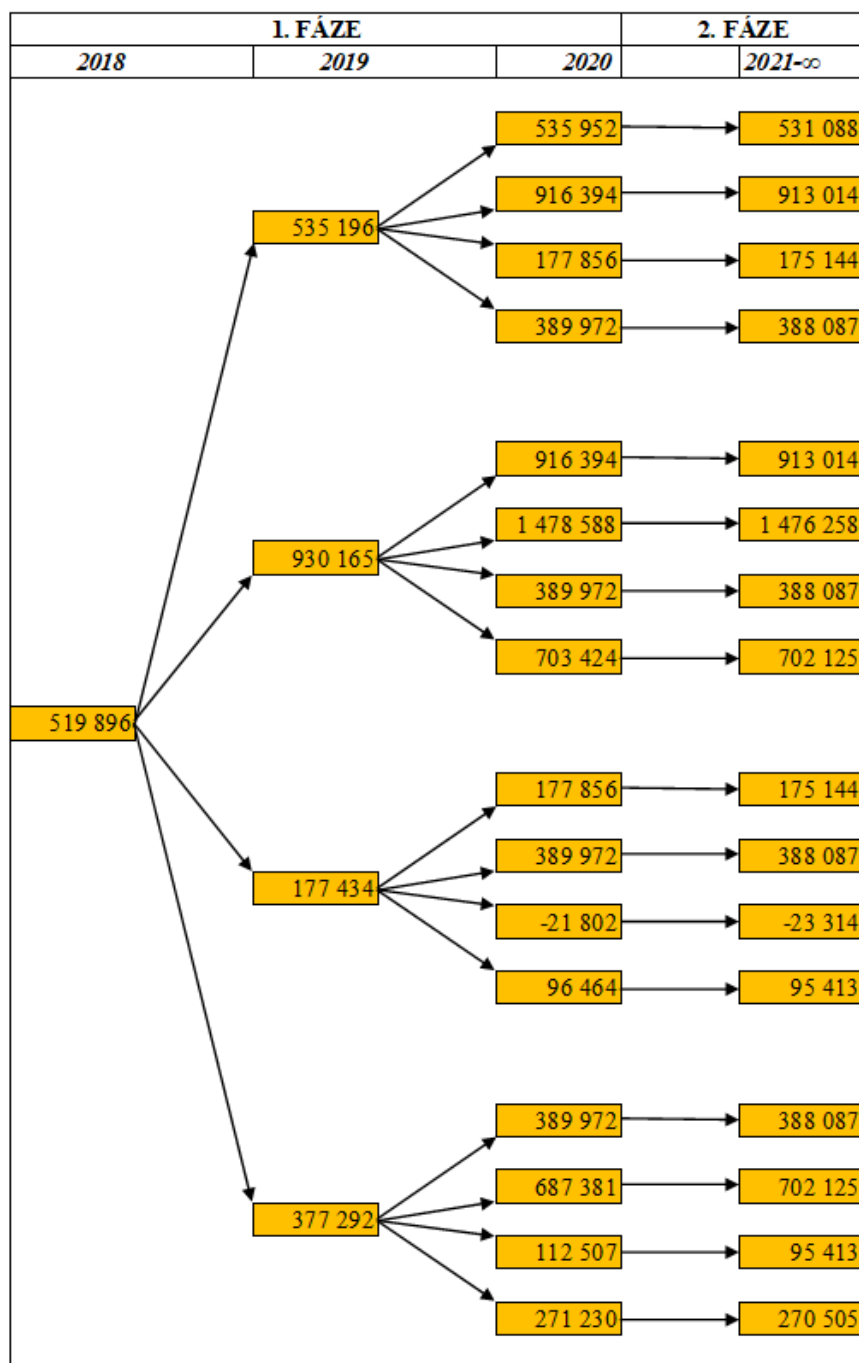 1. FÁZE 2. FÁZE
2018 2019 2020 2021-∞
535 952 531 088
916 394 913 014
535 196
177 856 175 144
389 972 388 087
916 394 913 014
1 478 588 1 476 258
930 165
389 972 388 087
703 424 702 125
519 896
177 856 175 144
389 972 388 087
177 434
-21 802 -23 314
96 464 95 413
389 972 388 087
687 381 702 125
377 292
112 507 95 413
271 230 270 505